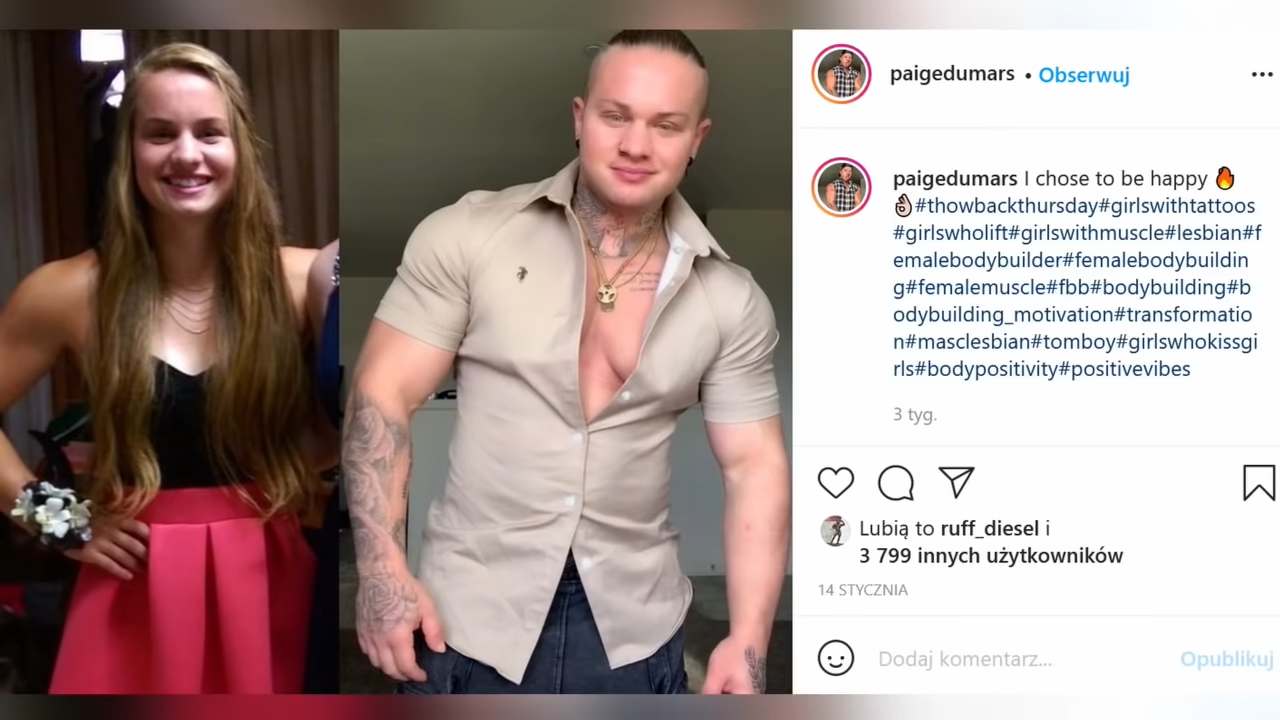 paigedumars • Obserwuj
paigedumars I chose to be happy 🔥
👌🏻#thowbackthursday#girlswithtattoos
#girlswholift#girlswithmuscle#lesbian#f
emalebodybuilder#femalebodybuildin
g#femalemuscle#fbb#bodybuilding#b
odybuilding_motivation#transformatio
n#masclesbian#tomboy#girlswhokissgi
rls#bodypositivity#positivevibes
3 tyg.
Lubią to ruff_diesel i
3 799 innych użytkowników
14 STYCZNIA
Dodaj komentarz... Opublikuj